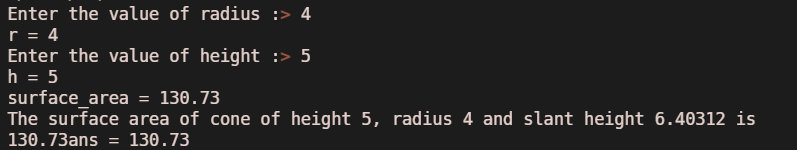 Enter the value of radius :> 4
r = 4
Enter the value of height :> 5
h = 5
surface_area = 130.73
The surface area of cone of height 5, radius 4 and slant height 6.40312 is
130.73ans = 130.73